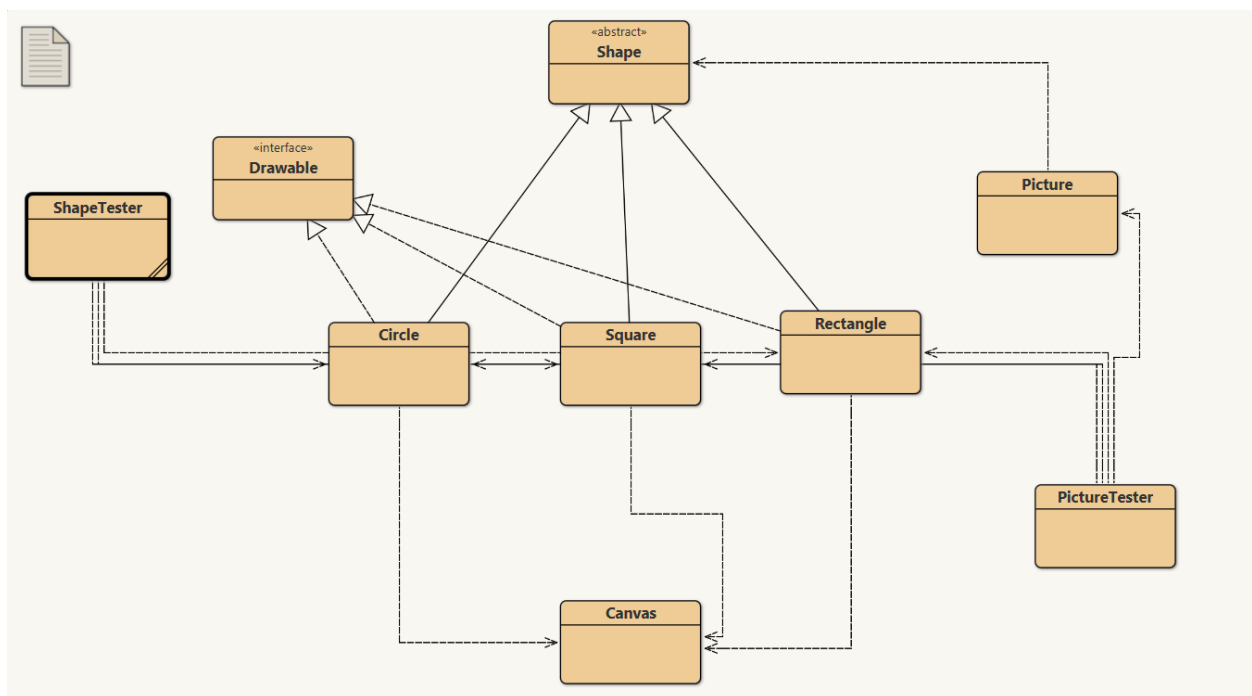 «abstract»
Shape
«interface»
Drawable
Picture
ShapeTester
Circle
Square
Rectangle
PictureTester
Canvas